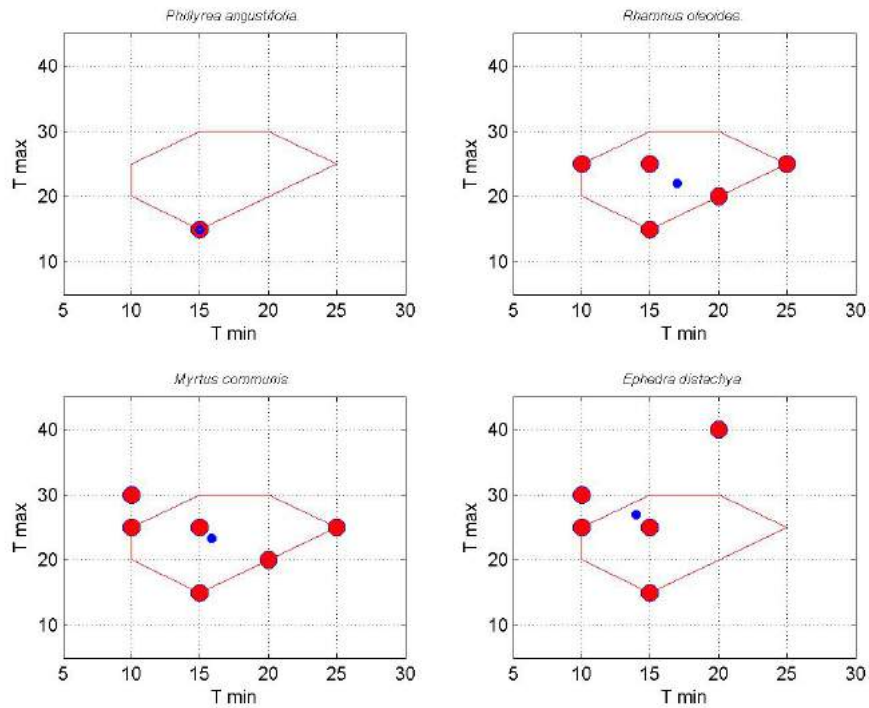 Phillyrea angustifolia.
40
30
20
10
T max
5 10 15 20 25 30
T min
Rhamnus oleoides.
40
30
20
10
T max
5 10 15 20 25 30
T min
Myrtus communis.
40
30
20
10
T max
5 10 15 20 25 30
T min
Ephedra distachya.
40
30
20
10
T max
5 10 15 20 25 30
T min